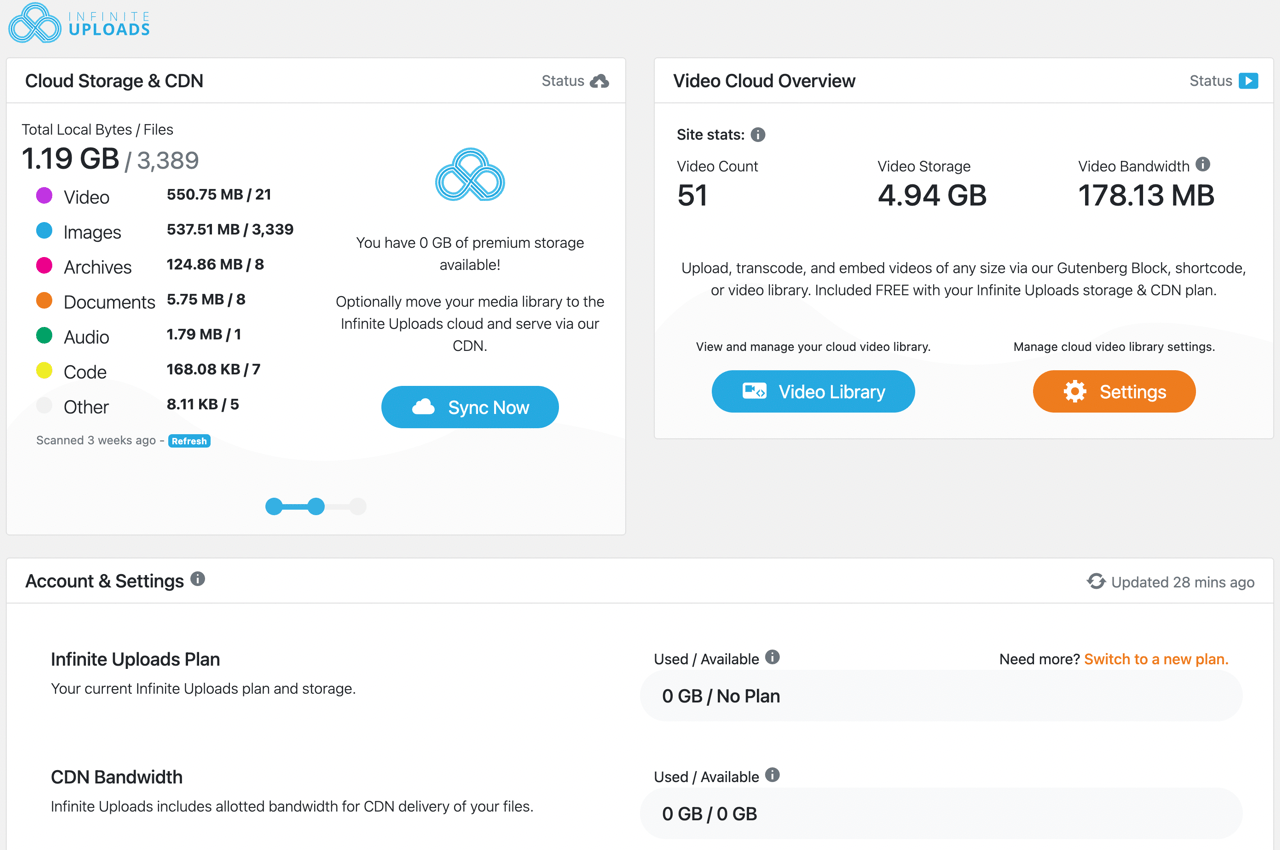 INFINITE
UPLOADS
Cloud Storage & CDN
Status
Total Local Bytes / Files
1.19 GB / 3,389
Video 550.75 MB / 21
Images 537.51 MB / 3,339
Archives 124.86 MB / 8
Documents 5.75 MB / 8
Audio 1.79 MB / 1
Code 168.08 KB / 7
Other 8.11 KB / 5
Scanned 3 weeks ago - Refresh
You have 0 GB of premium storage
available!
Optionally move your media library to the
Infinite Uploads cloud and serve via our
CDN.
Sync Now
Video Cloud Overview
Status
Site stats:
Video Count
51
Video Storage
4.94 GB
Video Bandwidth
178.13 MB
Upload, transcode, and embed videos of any size via our Gutenberg Block, shortcode,
or video library. Included FREE with your Infinite Uploads storage & CDN plan.
View and manage your cloud video library.
Video Library
Manage cloud video library settings.
Settings
Account & Settings
Updated 28 mins ago
Infinite Uploads Plan
Your current Infinite Uploads plan and storage.
Used / Available
Need more? Switch to a new plan.
0 GB / No Plan
CDN Bandwidth
Infinite Uploads includes allotted bandwidth for CDN delivery of your files.
Used / Available
0 GB / 0 GB